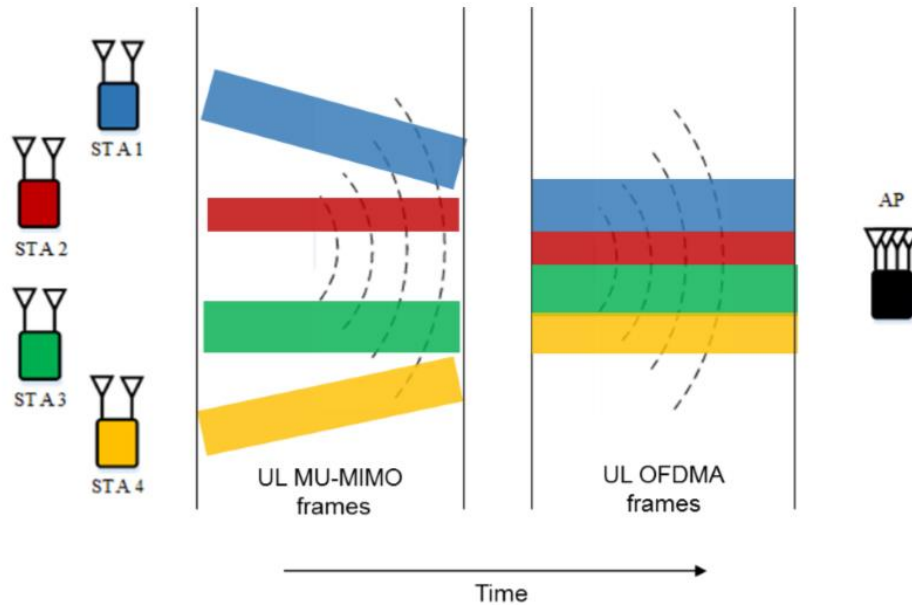 STA 1
STA 2
STA 3
STA 4
UL MU-MIMO
frames
UL OFDMA
frames
AP
Time